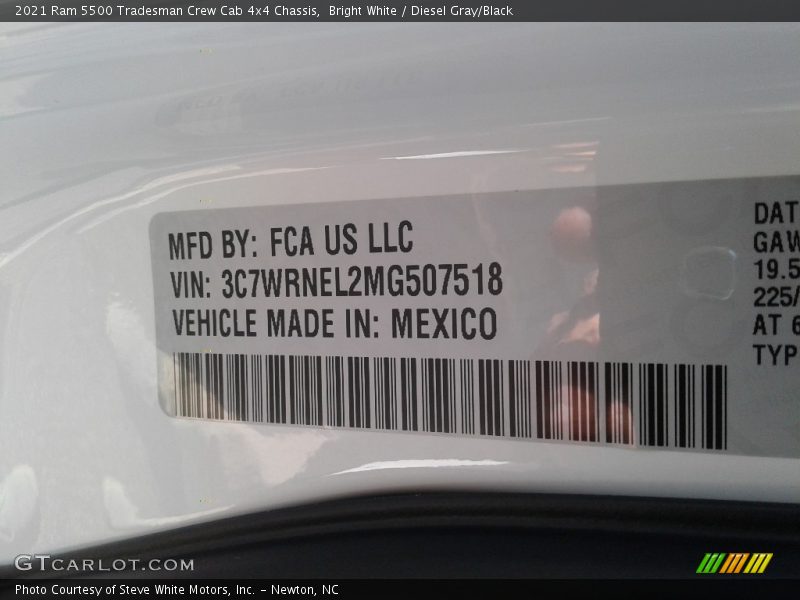 2021 Ram 5500 Tradesman Crew Cab 4x4 Chassis, Bright White / Diesel Gray/Black
MFD BY: FCA US LLC
VIN: 3C7WRNEL2MG507518
VEHICLE MADE IN: MEXICO
DAT
GAW
19.5
225/
AT 6
TYP
GTCARLOT.COM
Photo Courtesy of Steve White Motors, Inc. – Newton, NC